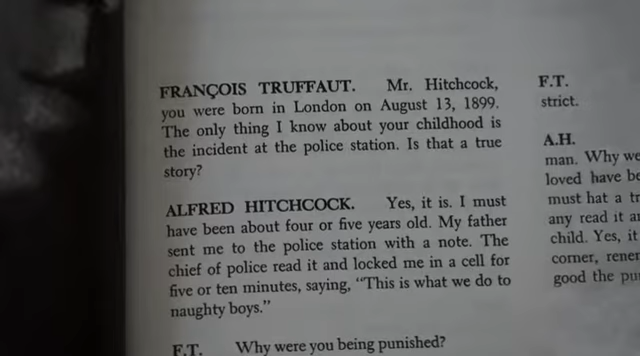 FRANÇOIS TRUFFAUT. Mr. Hitchcock,
you were born in London on August 13, 1899.
The only thing I know about your childhood is
the incident at the police station. Is that a true
story?
ALFRED HITCHCOCK. Yes, it is. I must
have been about four or five years old. My father
sent me to the police station with a note. The
chief of police read it and locked me in a cell for
five or ten minutes, saying, “This is what we do to
naughty boys.”
F.T. Why were you being punished?
F.T.
strict.
A.H.
man. Why we
loved have be
must hat a tr
any read it
child. Yes, it
corner,
good the